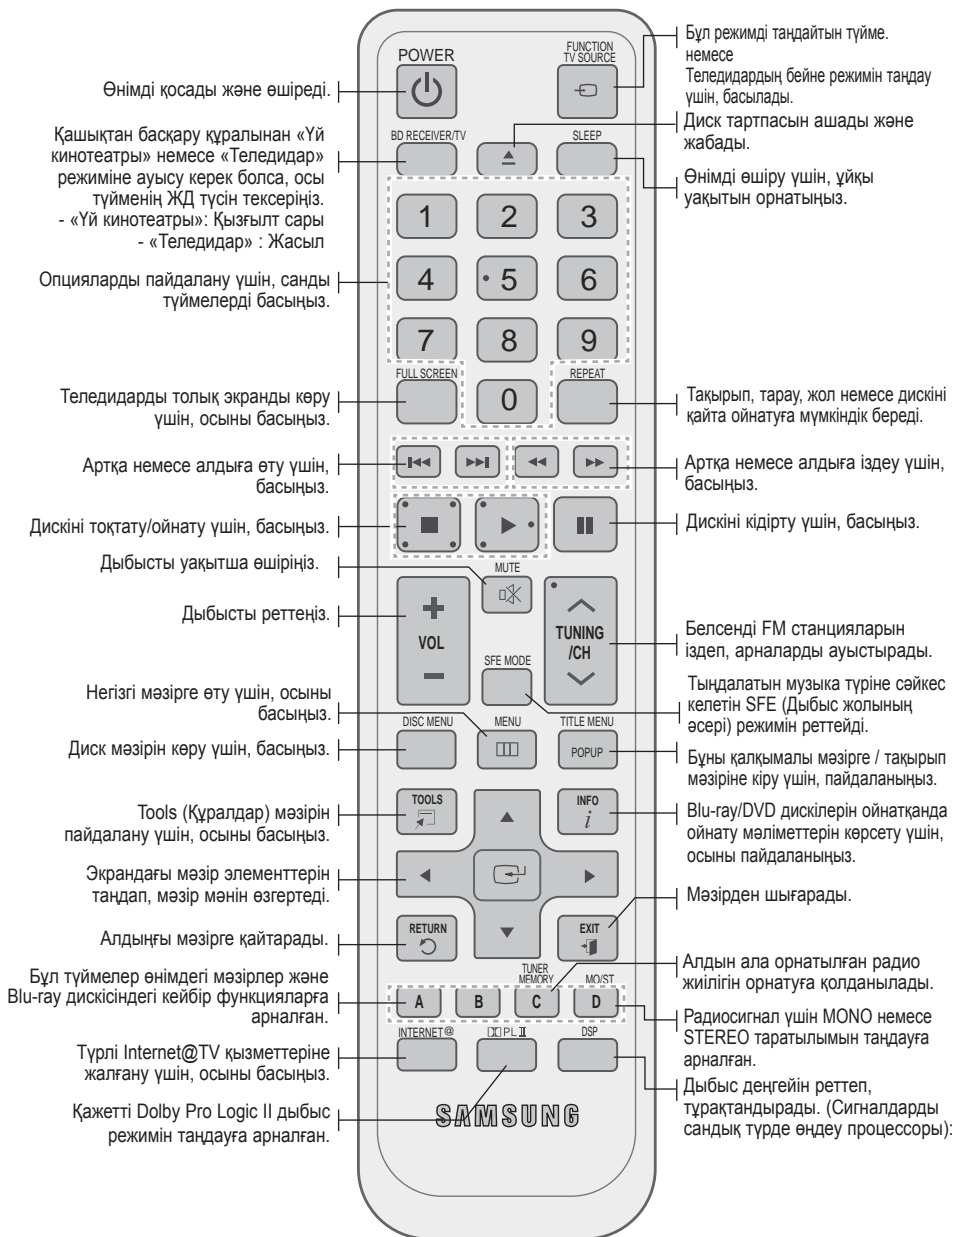 POWER
FUNCTION
TV SOURCE
Бұл режимді таңдайтын түйме.
немесе
Теледидардың бейне режимін таңдау
үшін, басылады.
Өнімді қосады және өшіреді.
Диск тартпасын ашады және
жабады.
BD RECEIVER/TV
SLEEP
Қашықтан басқару құралынан «Үй
кинотеатры» немесе «Теледидар»
режиміне ауысу керек болса, осы
түйменің ЖД түсін тексеріңіз.
- «Үй кинотеатры»: Қызғылт сары
- «Теледидар» : Жасыл
Өнімді өшіру үшін, ұйқы
уақытын орнатыңыз.
1 2 3
4 5 6
7 8 9
0
Опцияларды пайдалану үшін, санды
түймелерді басыңыз.
FULL SCREEN
REPEAT
Теледидарды толық экранды көру
үшін, осыны басыңыз.
Тақырып, тарау, жол немесе дискіні
қайта ойнатуға мүмкіндік береді.
Артқа немесе алдыға өту үшін,
басыңыз.
Артқа немесе алдыға іздеу үшін,
басыңыз.
Дискіні тоқтату/ойнату үшін, басыңыз.
Дискіні кідірту үшін, басыңыз.
Дыбысты уақытша өшіріңіз.
MUTE
Дыбысты реттеңіз.
VOL
TUNING
/CH
Белсенді FM станцияларын
іздеп, арналарды ауыстырады.
SFE MODE
Тыңдалатын музыка түріне сәйкес
келетін SFE (Дыбыс жолының
әсері) режимін реттейді.
Негізгі мәзірге өту үшін, осыны
басыңыз.
DISC MENU
MENU
TITLE MENU
POPUP
Диск мәзірін көру үшін, басыңыз.
Бұны қалқымалы мәзірге / тақырып
мәзіріне кіру үшін, пайдаланыңыз.
TOOLS
INFO
i
Tools (Құралдар) мәзірін
пайдалану үшін, осыны басыңыз.
Blu-ray/DVD дискілерін ойнатқанда
ойнату мәліметтерін көрсету үшін,
осыны пайдаланыңыз.
Экрандағы мәзір элементтерін
таңдап, мәзір мәнін өзгертеді.
Мәзірден шығарады.
RETURN
EXIT
Алдыңғы мәзірге қайтарады.
TUNER
MEMORY
MO/ST
A B C D
Алдын ала орнатылған радио
жиілігін орнатуға қолданылады.
Бұл түймелер өнімдегі мәзірлер және
Blu-ray дискісіндегі кейбір функцияларға
арналған.
Радиосигнал үшін MONO немесе
STEREO таратылымын таңдауға
арналған.
INTERNET@
PL II
DSP
Түрлі Internet@TV қызметтеріне
жалғану үшін, осыны басыңыз.
Дыбыс деңгейін реттеп,
тұрақтандырады. (Сигналдарды
сандық түрде өңдеу процессоры):
Қажетті Dolby Pro Logic II дыбыс
режимін таңдауға арналған.
SAMSUNG